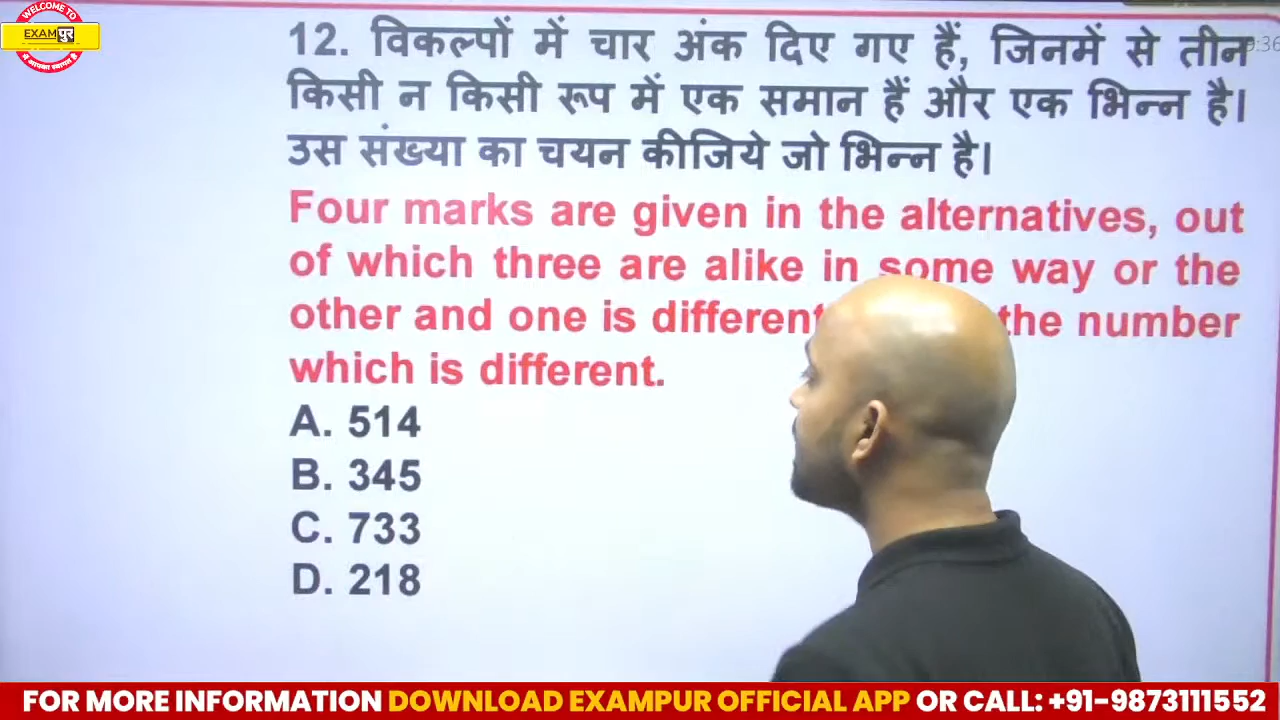 WELCOME TO
EXAMपुर
में आपका स्वागत है
12. विकल्पों में चार अंक दिए गए हैं, जिनमें से तीन
किसी न किसी रूप में एक समान हैं और एक भिन्न है।
उस संख्या का चयन कीजिये जो भिन्न है।
Four marks are given in the alternatives, out
of which three are alike in some way or the
other and one is different the number
which is different.
A. 514
B. 345
C. 733
D. 218
FOR MORE INFORMATION DOWNLOAD EXAMPUR OFFICIAL APP OR CALL: +91-9873111552